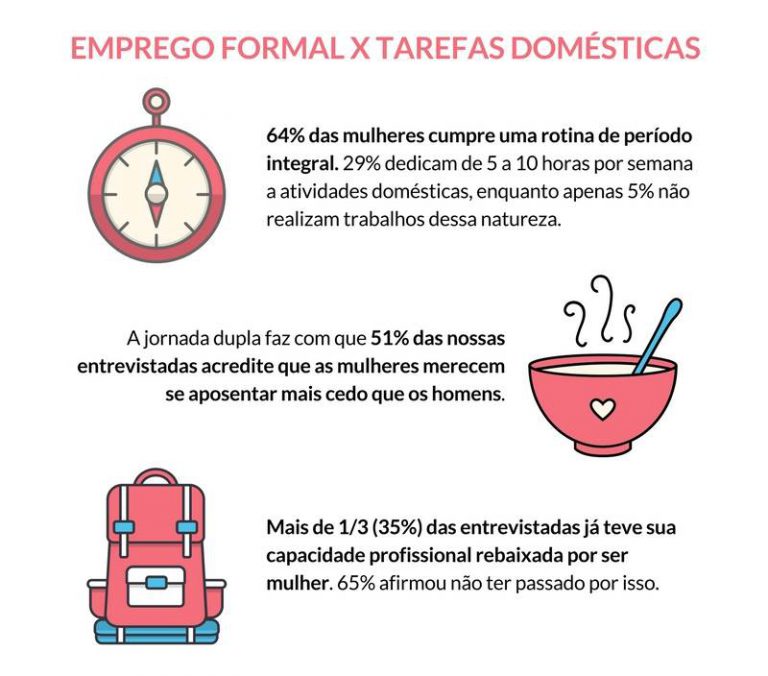 EMPREGO FORMAL X TAREFAS DOMÉSTICAS
64% das mulheres cumpre uma rotina de período
integral. 29% dedicam de 5 a 10 horas por semana
a atividades domésticas, enquanto apenas 5% não
realizam trabalhos dessa natureza.
A jornada dupla faz com que 51% das nossas
entrevistadas acredite que as mulheres merecem
se aposentar mais cedo que os homens.
Mais de 1/3 (35%) das entrevistadas já teve sua
capacidade profissional rebaixada por ser
mulher. 65% afirmou não ter passado por isso.